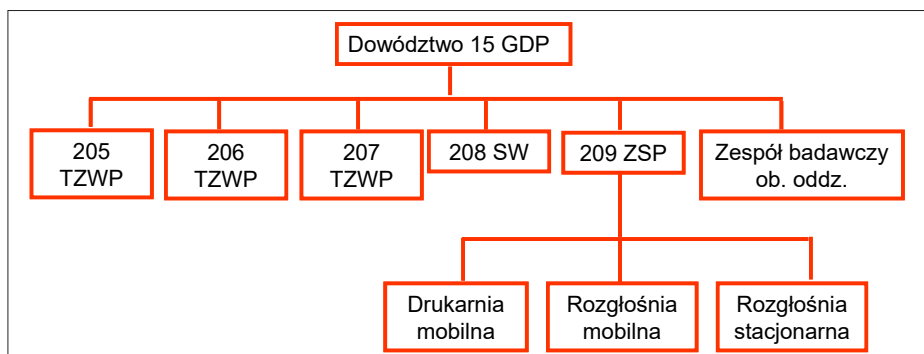 Dowództwo 15 GDP
205
TZWP
206
TZWP
207
TZWP
208 SW
209 ZSP
Zespół badawczy
ob. oddz.
Drukarnia
mobilna
Rozgłośnia
mobilna
Rozgłośnia
stacjonarna